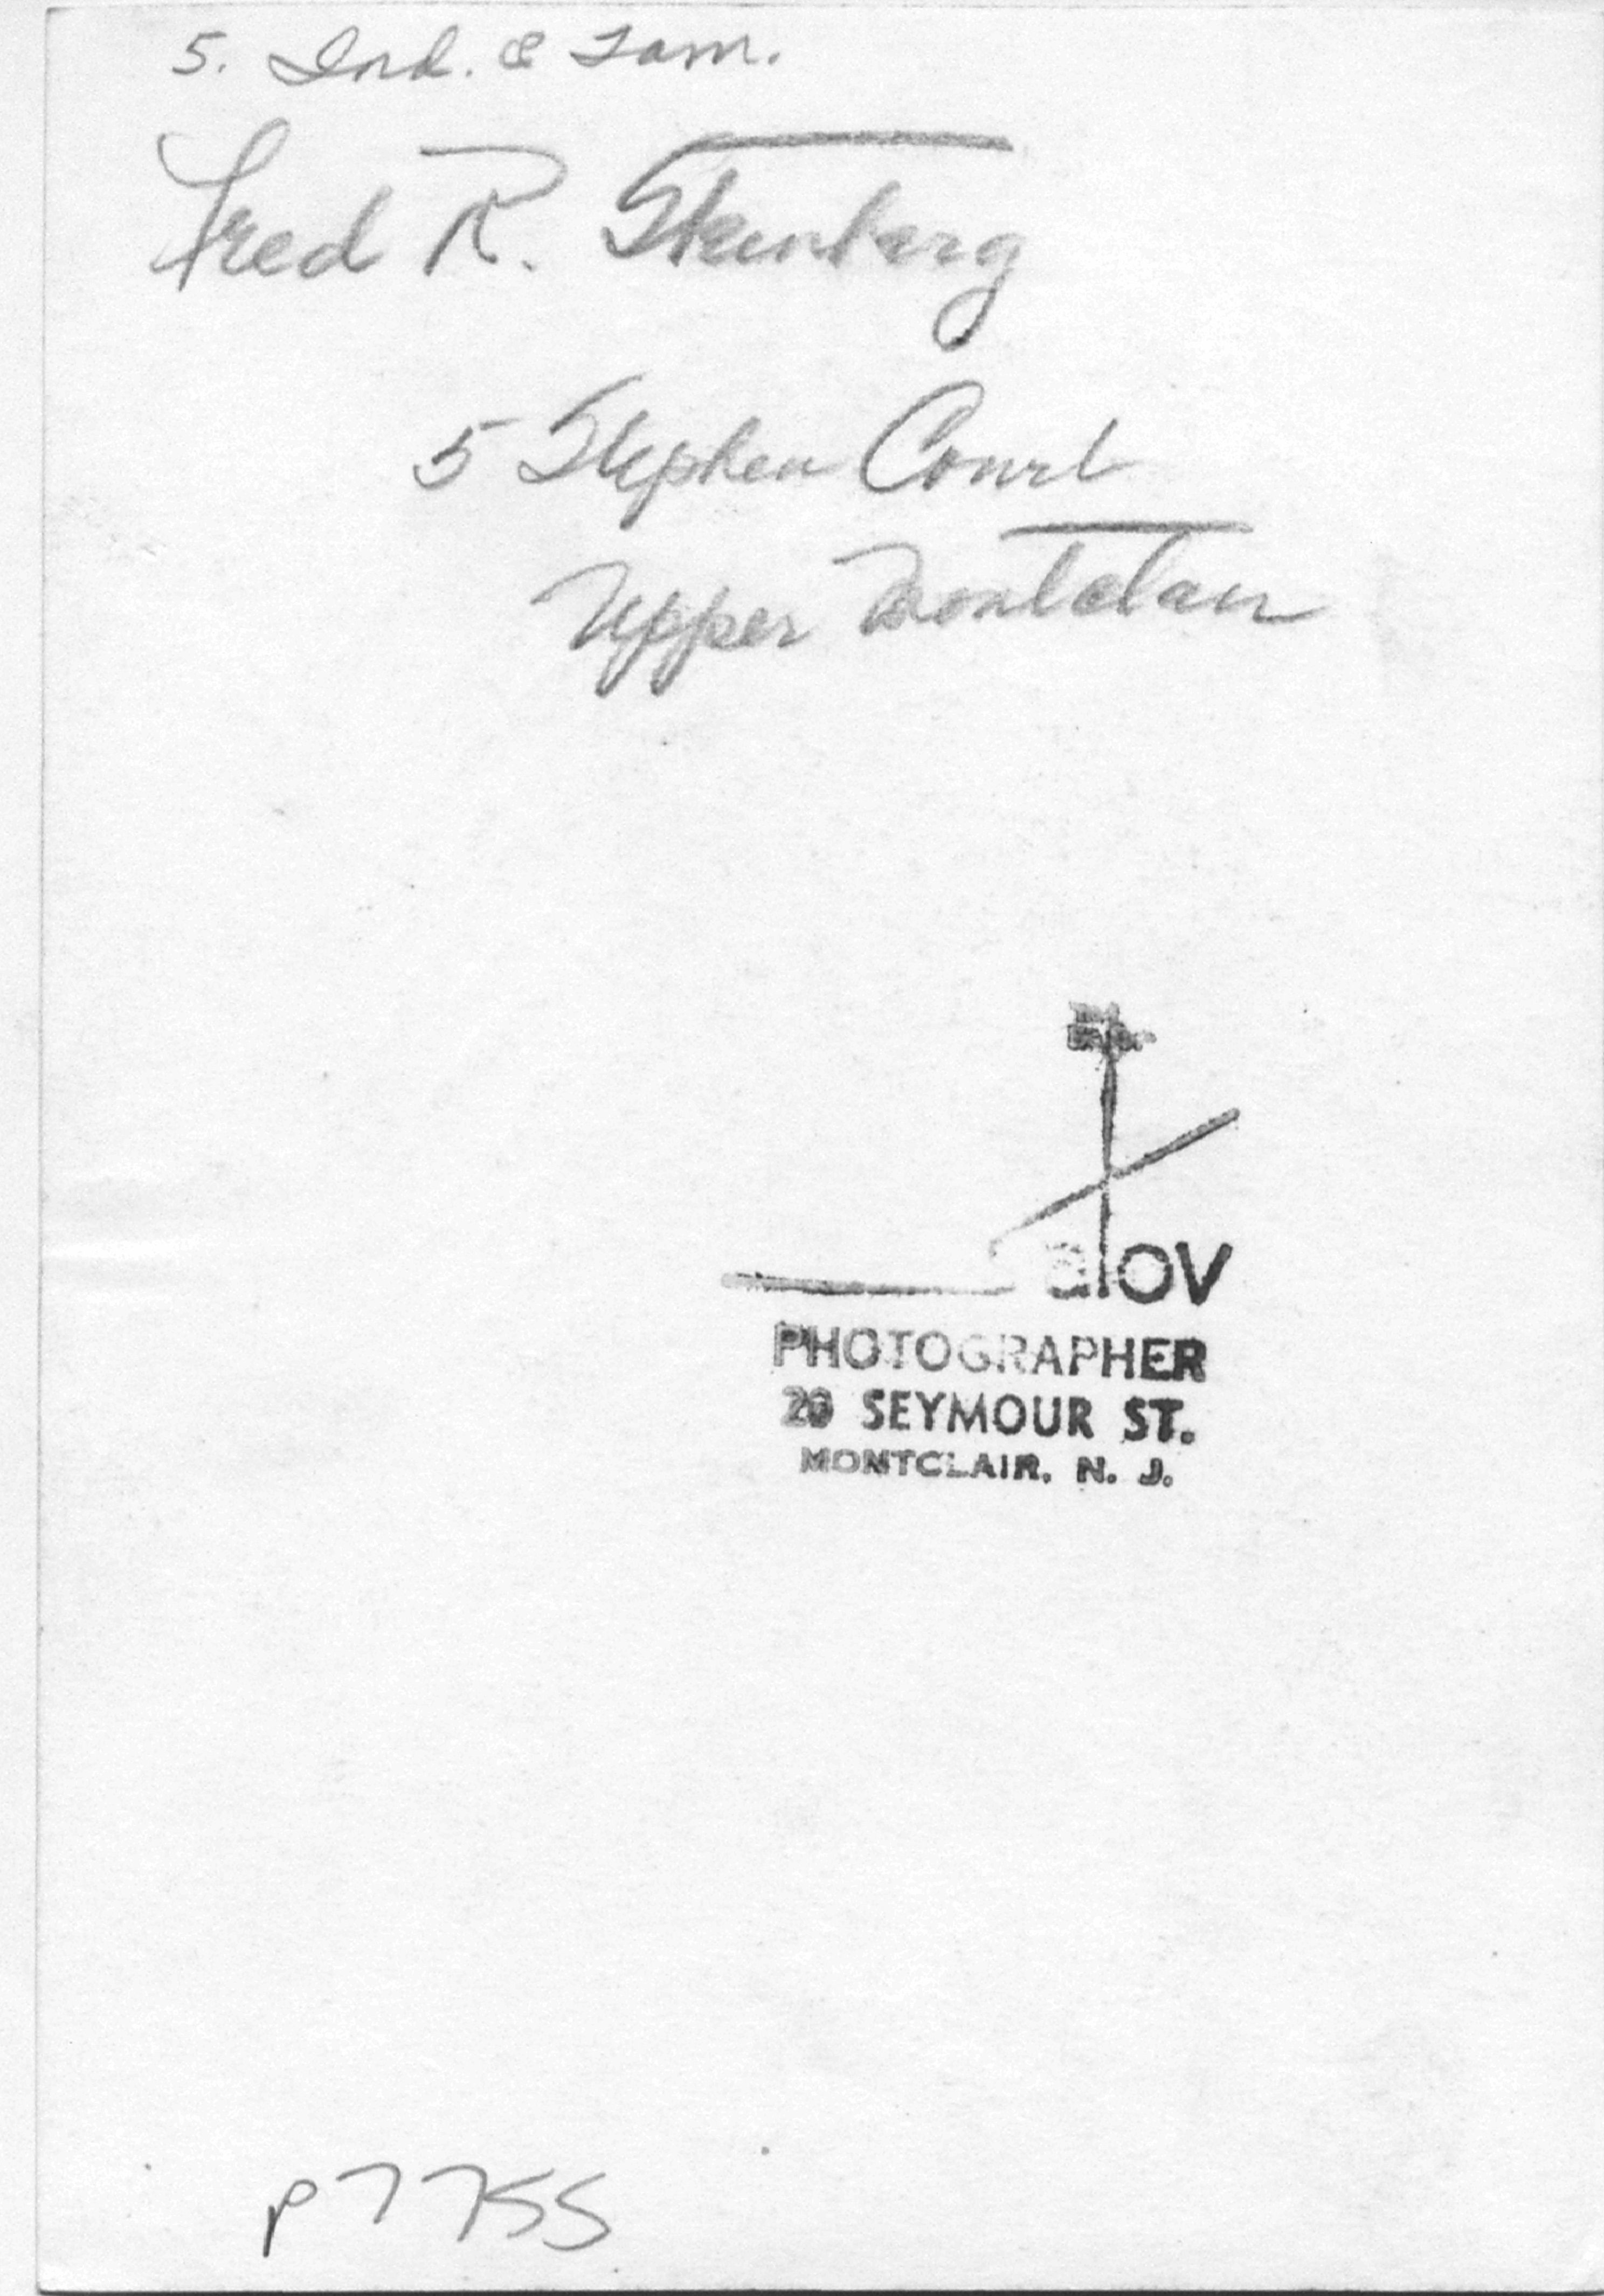 5. Ind. & Fam.
Fred R. Steinberg
5 Stephen Court
Upper Montclair
PHOTOGRAPHER
SEYMOUR ST.
MONTCLAIR, N. J.
P7755